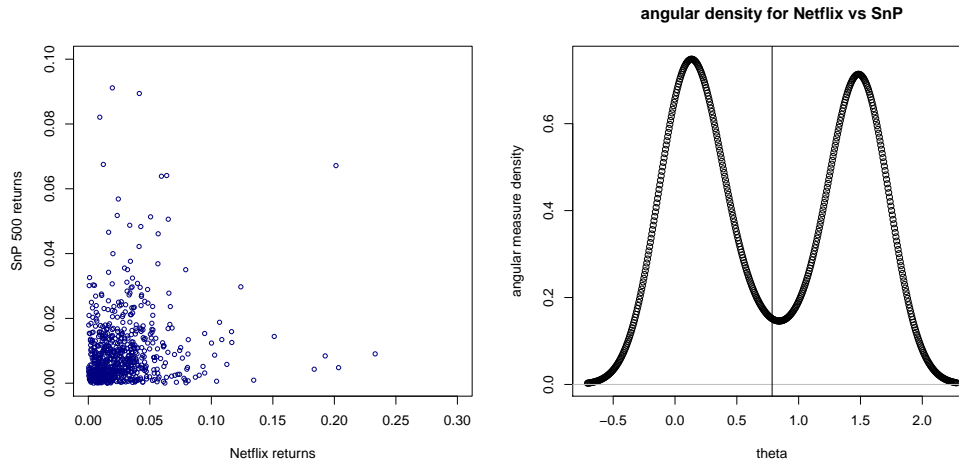 angular density for Netflix vs SnP
SnP 500 returns
0.10
0.08
0.06
0.04
0.02
0.00
0.00 0.05 0.10 0.15 0.20 0.25 0.30
Netflix returns
angular measure density
0.6
0.4
0.2
0.0
−0.5 0.0 0.5 1.0 1.5 2.0
theta